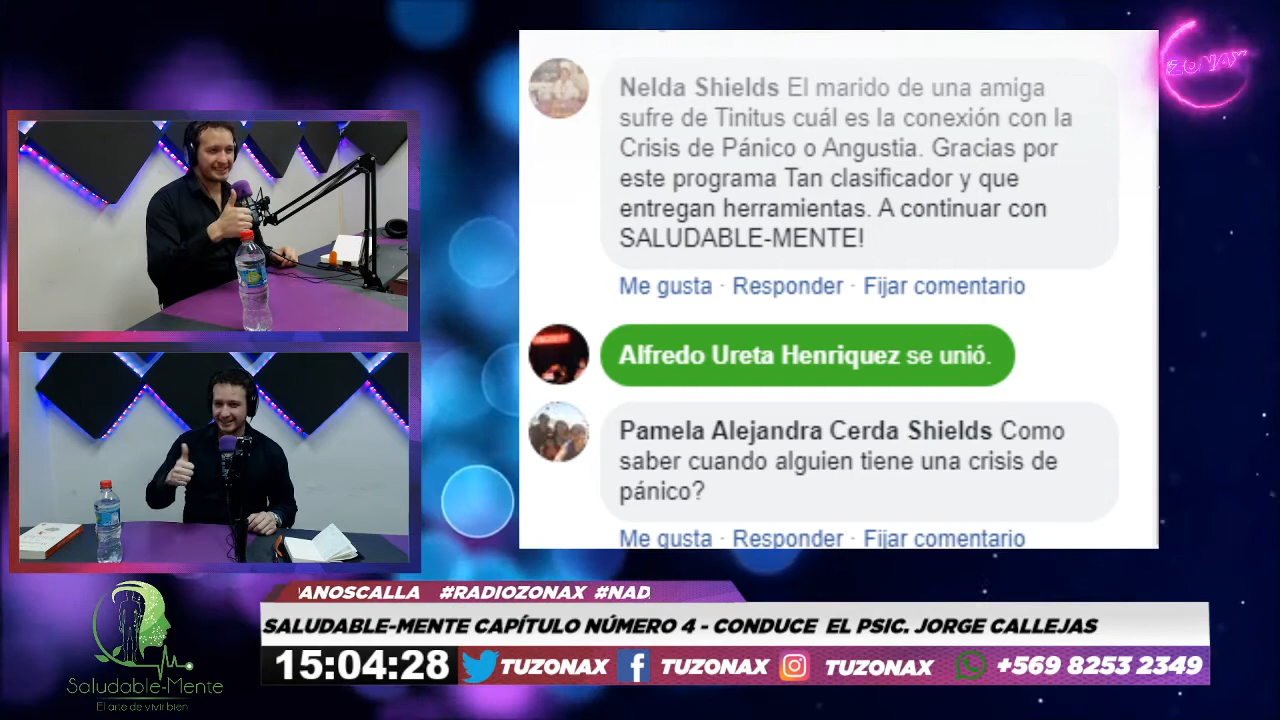 ZONAX
Nelda Shields El marido de una amiga
sufre de Tinitus cuál es la conexión con la
Crisis de Pánico o Angustia. Gracias por
este programa Tan clasificador y que
entregan herramientas. A continuar con
SALUDABLE-MENTE!
Me gusta · Responder · Fijar comentario
Alfredo Ureta Henriquez se unió.
Pamela Alejandra Cerda Shields Como
saber cuando alguien tiene una crisis de
pánico?
Me gusta · Responder · Fijar comentario
ANOSCALLA #RADIOZONAX #NAD
SALUDABLE-MENTE CAPÍTULO NÚMERO 4 - CONDUCE EL PSIC. JORGE CALLEJAS
15:04:28 TUZONAX TUZONAX TUZONAX +569 8253 2349
Saludable-Mente
El arte de vivir bien